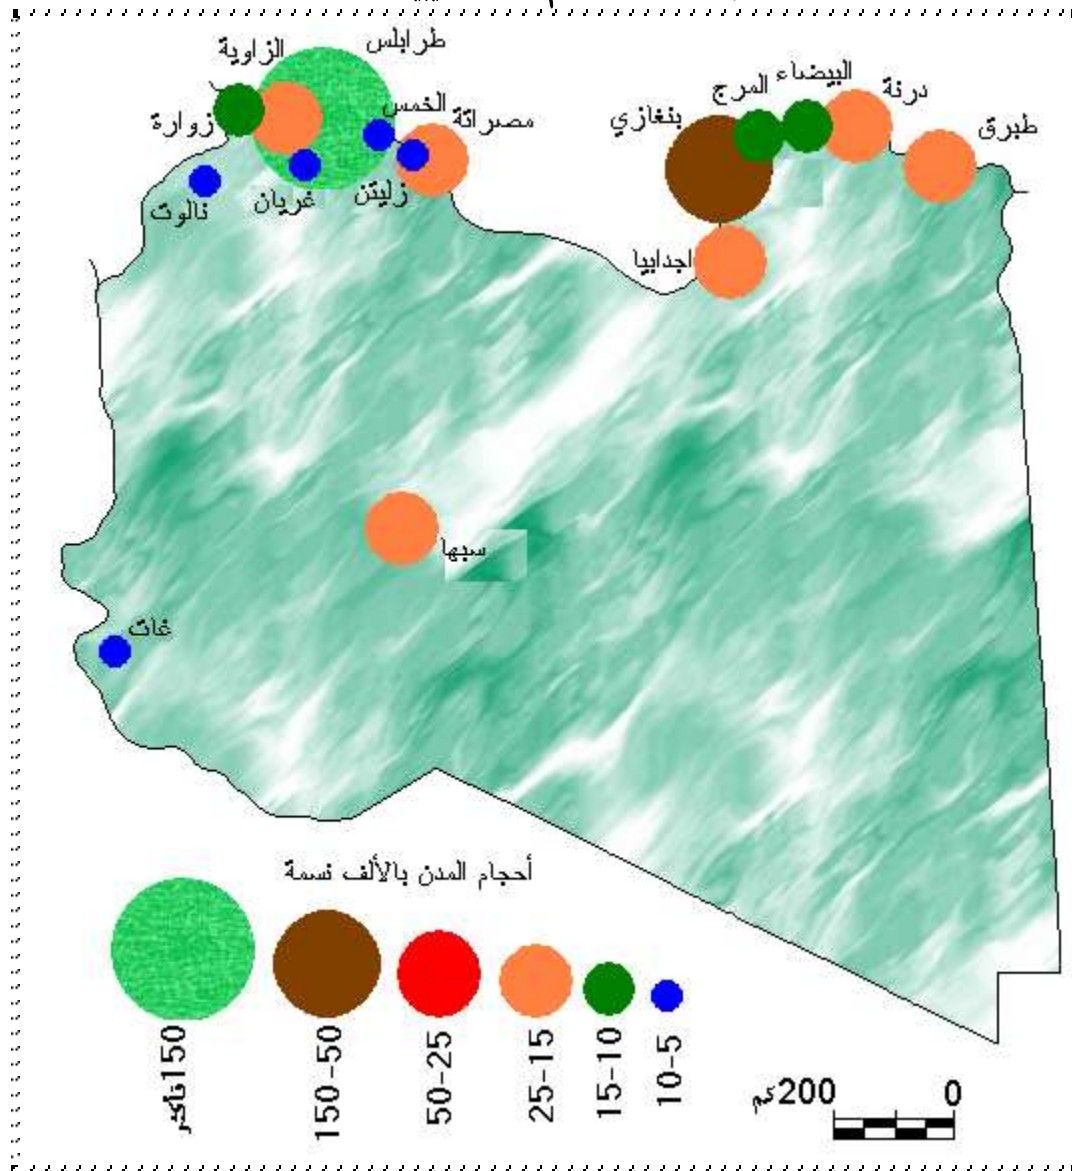 طرابلس
الزاوية
زوارة
الخمس
مصراتة
زليتن
غريان
نالوت
بنغازي
المرج
البيضاء
درنة
طبرق
اجدابيا
سبها
غات
أحجام المدن بالألف نسمة
150فأكثر
150-50
50-25
25-15
15-10
10-5
200كم
0